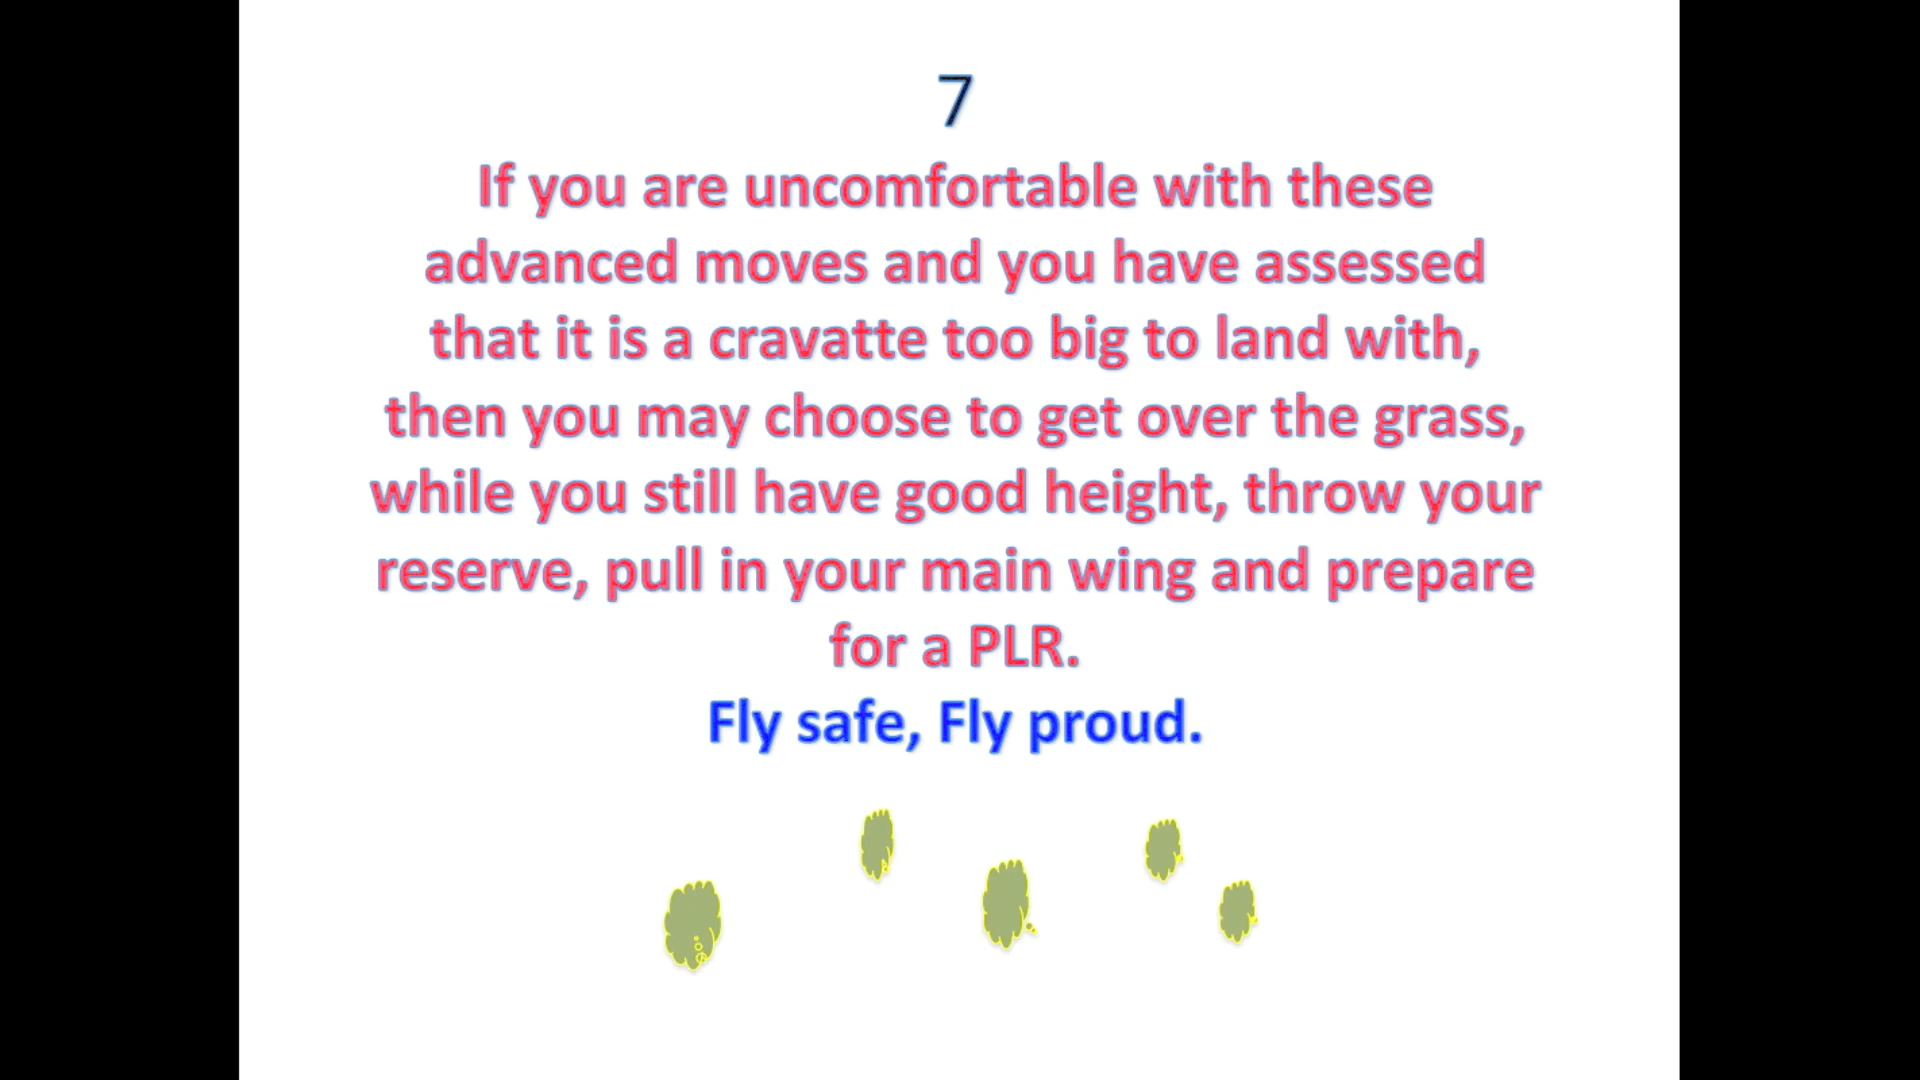 7
If you are uncomfortable with these
advanced moves and you have assessed
that it is a cravatte too big to land with,
then you may choose to get over the grass,
while you still have good height, throw your
reserve, pull in your main wing and prepare
for a PLR.
Fly safe, Fly proud.